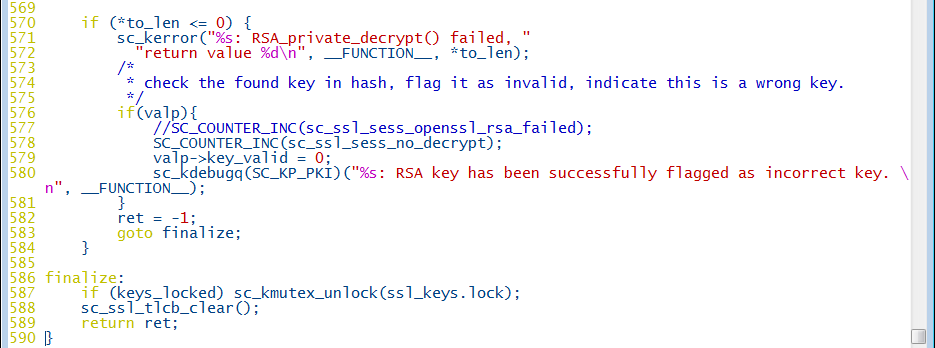 569
570     if (*to_len <= 0) {
571         sc_kerror("%s: RSA_private_decrypt() failed, "
572           "return value %d\n", __FUNCTION__, *to_len);
573         /*
574          * check the found key in hash, flag it as invalid, indicate this is a wrong key.
575          */
576         if(valp){
577             //SC_COUNTER_INC(sc_ssl_sess_openssl_rsa_failed);
578             SC_COUNTER_INC(sc_ssl_sess_no_decrypt);
579             valp->key_valid = 0;
580             sc_kdebugq(SC_KP_PKI)("%s: RSA key has been successfully flagged as incorrect key. \
n", __FUNCTION__);
581         }
582         ret = -1;
583         goto finalize;
584     }
585
586 finalize:
587     if (keys_locked) sc_kmutex_unlock(ssl_keys.lock);
588     sc_ssl_tlcb_clear();
589     return ret;
590 }